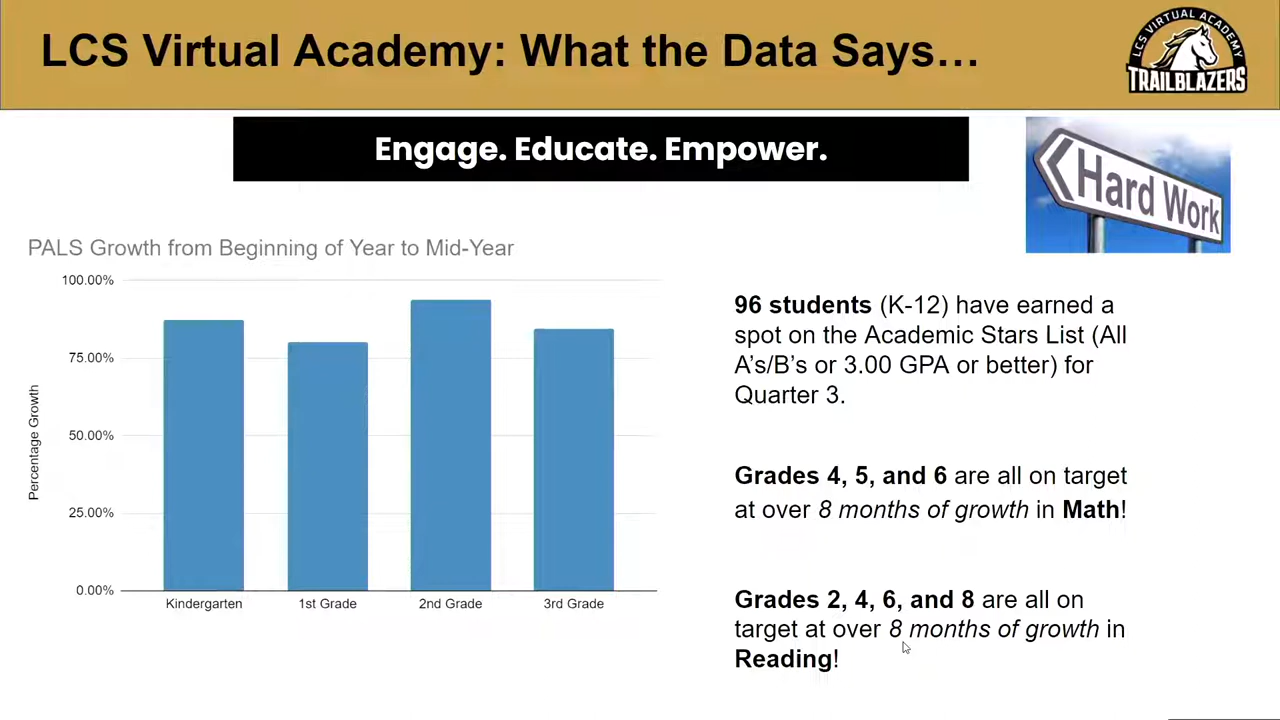 LCS Virtual Academy: What the Data Says…
LCS VIRTUAL ACADEMY
TRAILBLAZERS
Engage. Educate. Empower.
Hard Work
PALS Growth from Beginning of Year to Mid-Year
Percentage Growth
100.00%
75.00%
50.00%
25.00%
0.00%
Kindergarten
1st Grade
2nd Grade
3rd Grade
96 students (K-12) have earned a
spot on the Academic Stars List (All
A’s/B’s or 3.00 GPA or better) for
Quarter 3.
Grades 4, 5, and 6 are all on target
at over 8 months of growth in Math!
Grades 2, 4, 6, and 8 are all on
target at over 8 months of growth in
Reading!